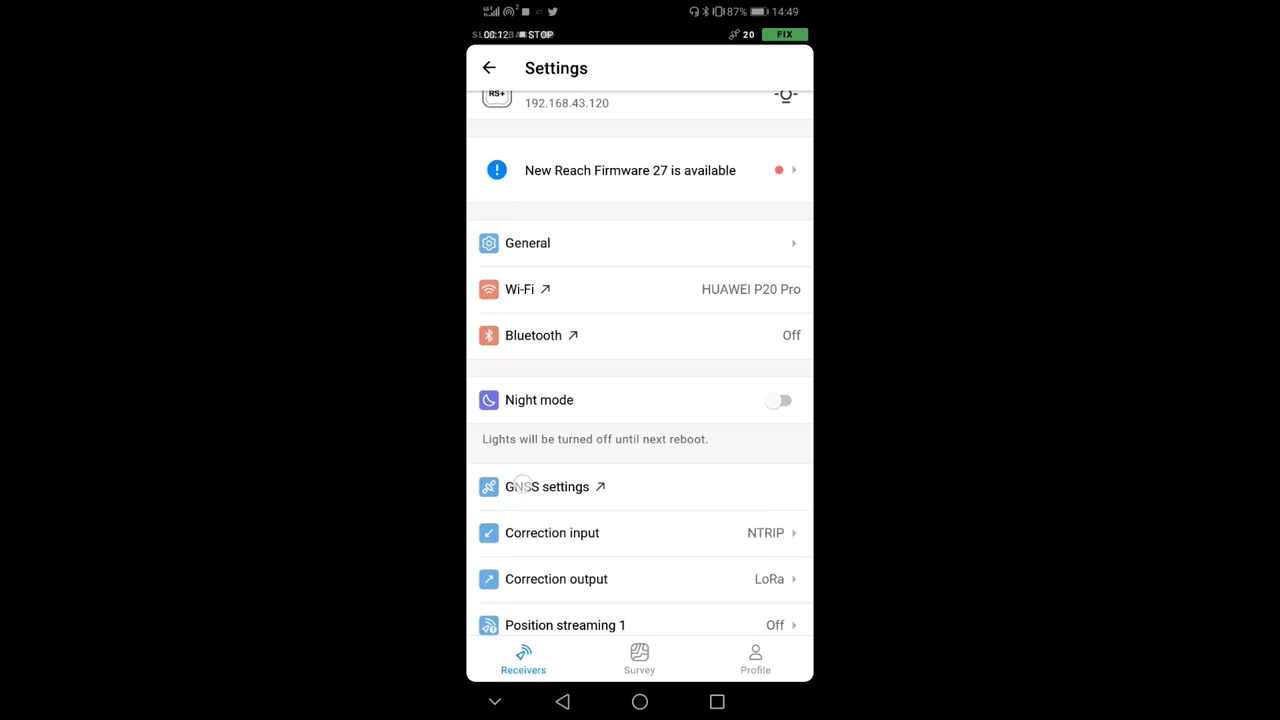 87% 14:49
00:12 STOP 20 FIX
Settings
RS+
192.168.43.120
New Reach Firmware 27 is available
General
Wi-Fi HUAWEI P20 Pro
Bluetooth Off
Night mode
Lights will be turned off until next reboot.
GNSS settings
Correction input NTRIP
Correction output LoRa
Position streaming 1 Off
Receivers Survey Profile